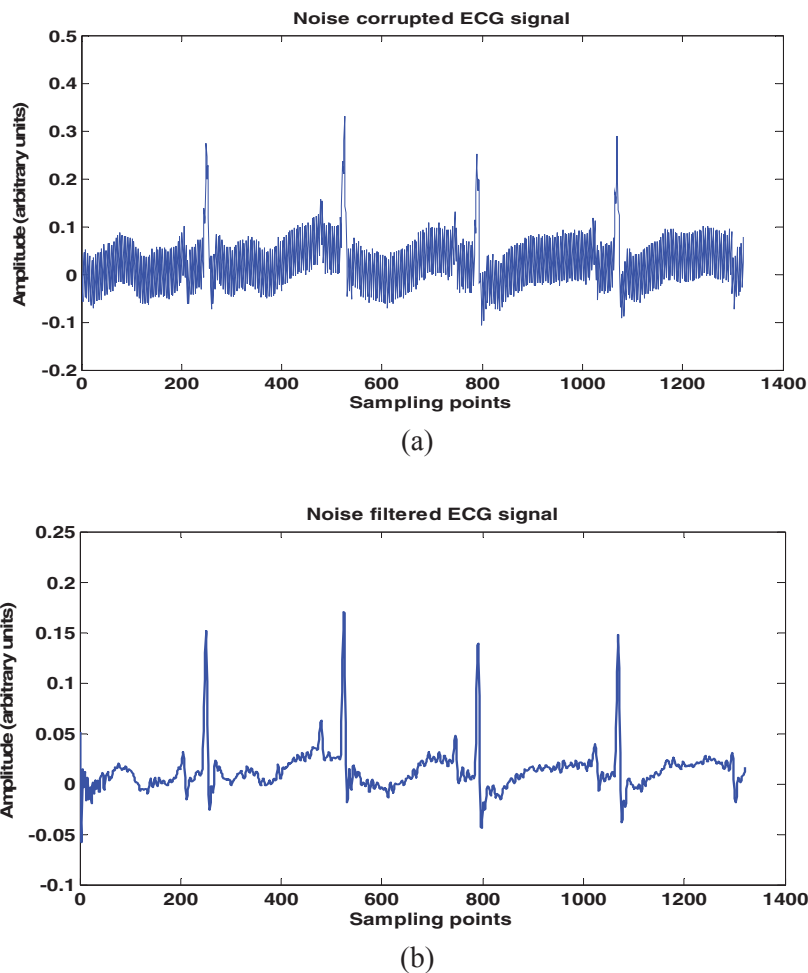 Noise corrupted ECG signal
0.5
0.4
0.3
0.2
0.1
0
-0.1
-0.2
Amplitude (arbitrary units)
0 200 400 600 800 1000 1200 1400
Sampling points
(a)
Noise filtered ECG signal
0.25
0.2
0.15
0.1
0.05
0
-0.05
-0.1
Amplitude (arbitrary units)
0 200 400 600 800 1000 1200 1400
Sampling points
(b)